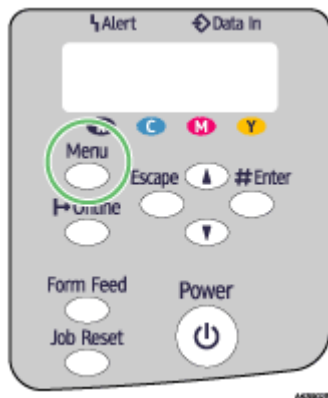 Alert Data In
C M Y
Menu
Escape # Enter
Online
Form Feed
Power
Job Reset